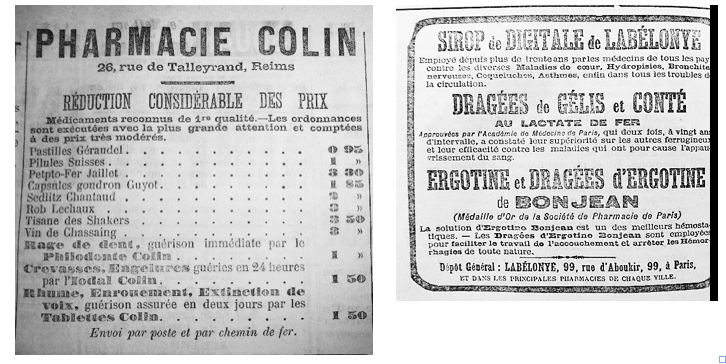 PHARMACIE COLIN
26, rue de Talleyrand, Reims
RÉDUCTION CONSIDÉRABLE DES PRIX
Médicaments reconnus de 1re qualité.—Les ordonnances
sont exécutées avec la plus grande attention et comptées
à des prix très modérés.
Pastilles Géraudel . . . . . . . . . 0 95
Pilules Suisses . . . . . . . . . 1 »
Petpto-Fer Jaillet . . . . . . . . . 3 30
Capsules goudron Guyot . . . . . . . . 1 85
Sedlitz Chantaud . . . . . . . . . 2 »
Rob Lechaux . . . . . . . . . 3 »
Tisane des Shakers . . . . . . . . . 3 50
Vin de Chassaing . . . . . . . . . 3 »
Rage de dent, guérison immédiate par le
Philodonte Colin . . . . . . . . 1 »
Crevasses, Engelures guéries en 24 heures
par l'Hodal Colin . . . . . . . . 1 50
Rhume, Enrouement, Extinction de
voix, guérison assurée en deux jours par les
Tablettes Colin . . . . . . . . 1 50
Envoi par poste et par chemin de fer.
SIROP de DIGITALE de LABÉLONYE
Employé depuis plus de trente ans par les médecins de tous les pay
contre les diverses Maladies de cœur, Hydropisies, Bronchite
nerveuses, Coqueluches, Asthmes, enfin dans tous les troubles d
la circulation.
DRAGÉES de GÉLIS et CONTÉ
AU LACTATE DE FER
Approuvées par l'Académie de Médecine de Paris, qui deux fois, à vingt an
d'intervalle, a constaté leur supériorité sur les autres ferrugineux
et leur efficacité contre les maladies qui ont pour cause l'appau-
vrissement du sang.
ERGOTINE et DRAGÉES d'ERGOTINE
de BONJEAN
(Médaille d'Or de la Société de Pharmacie de Paris)
La solution d'Ergotine Bonjean est un des meilleurs hémosta-
tiques. — Les Dragées d'Ergotine Bonjean sont employées
pour faciliter le travail de l'accouchement et arrêter les Hémor-
rhagies de toute nature.
Dépôt Général : LABÉLONYE, 99, rue d'Aboukir, 99, à Paris,
ET DANS LES PRINCIPALES PHARMACIES DE CHAQUE VILLE.